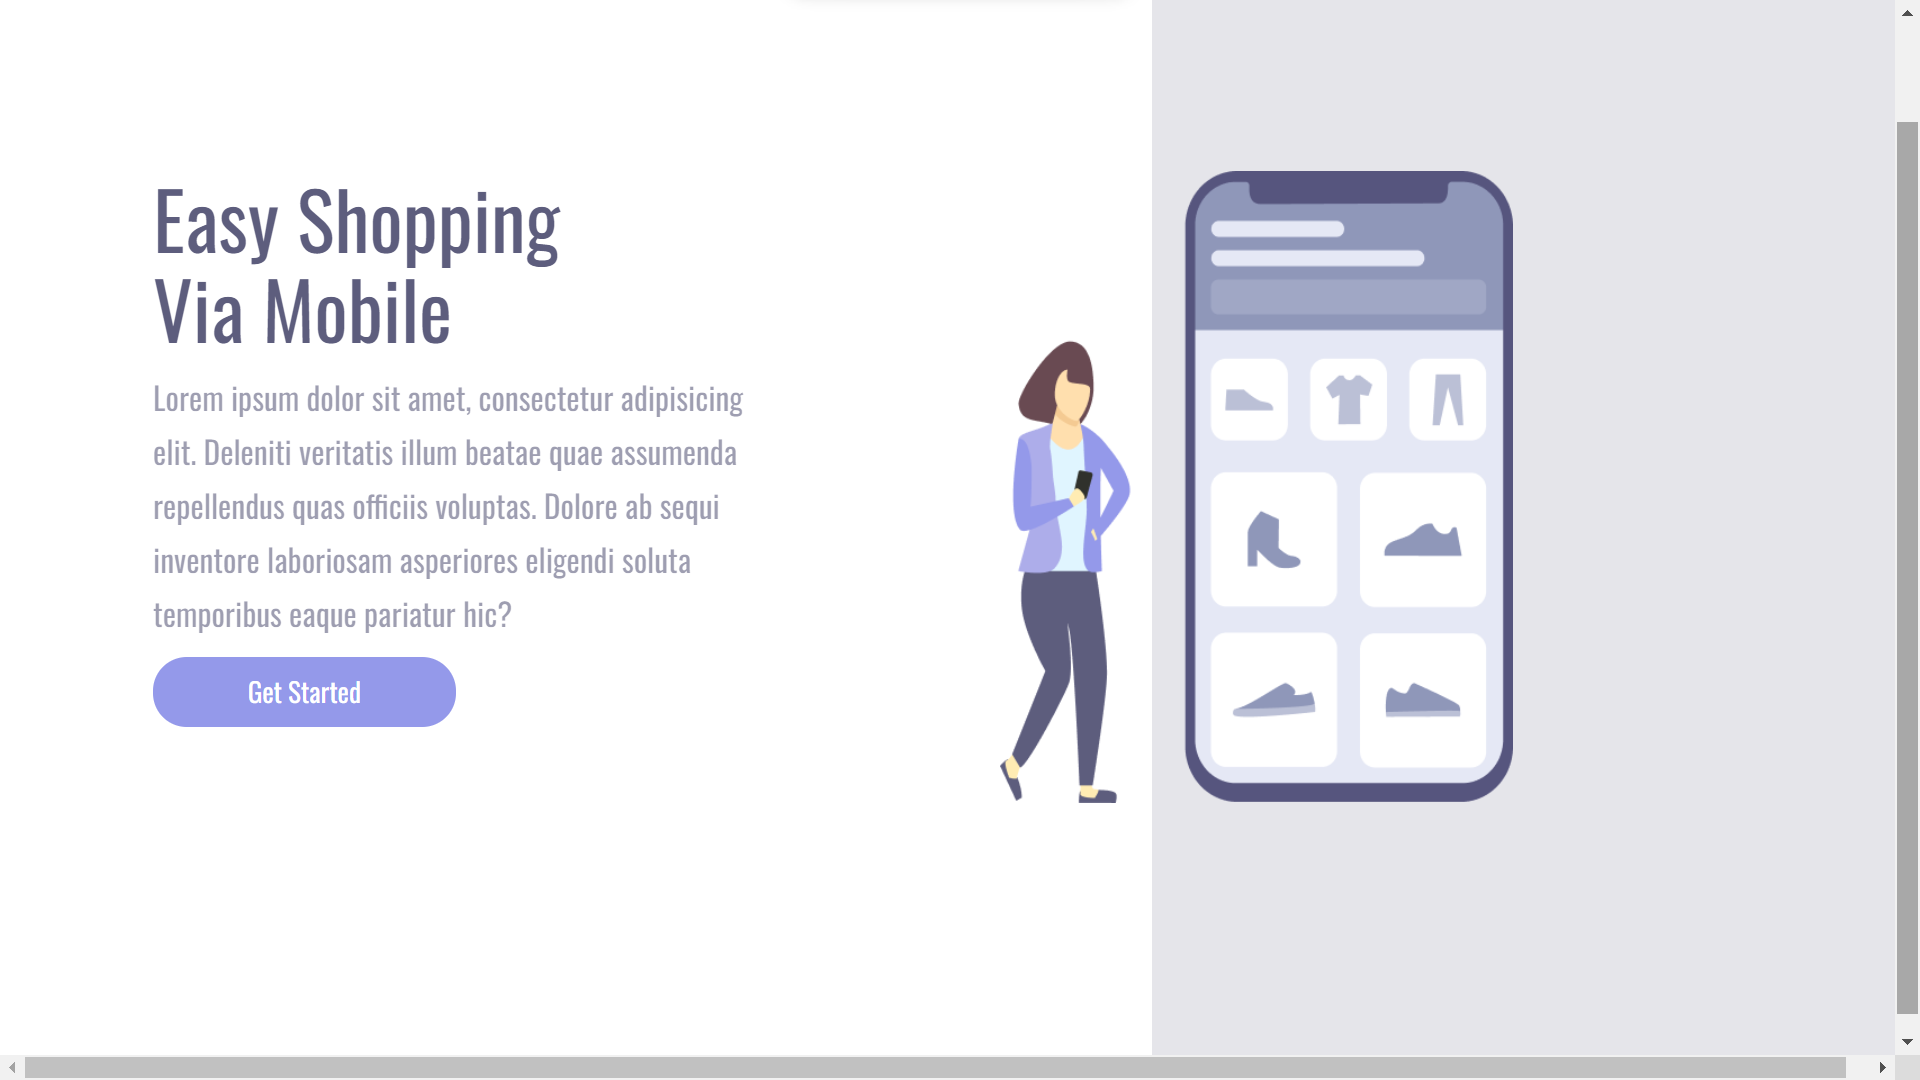 Easy Shopping
Via Mobile
Lorem ipsum dolor sit amet, consectetur adipisicing
elit. Deleniti veritatis illum beatae quae assumenda
repellendus quas officiis voluptas. Dolore ab sequi
inventore laboriosam asperiores eligendi soluta
temporibus eaque pariatur hic?
Get Started